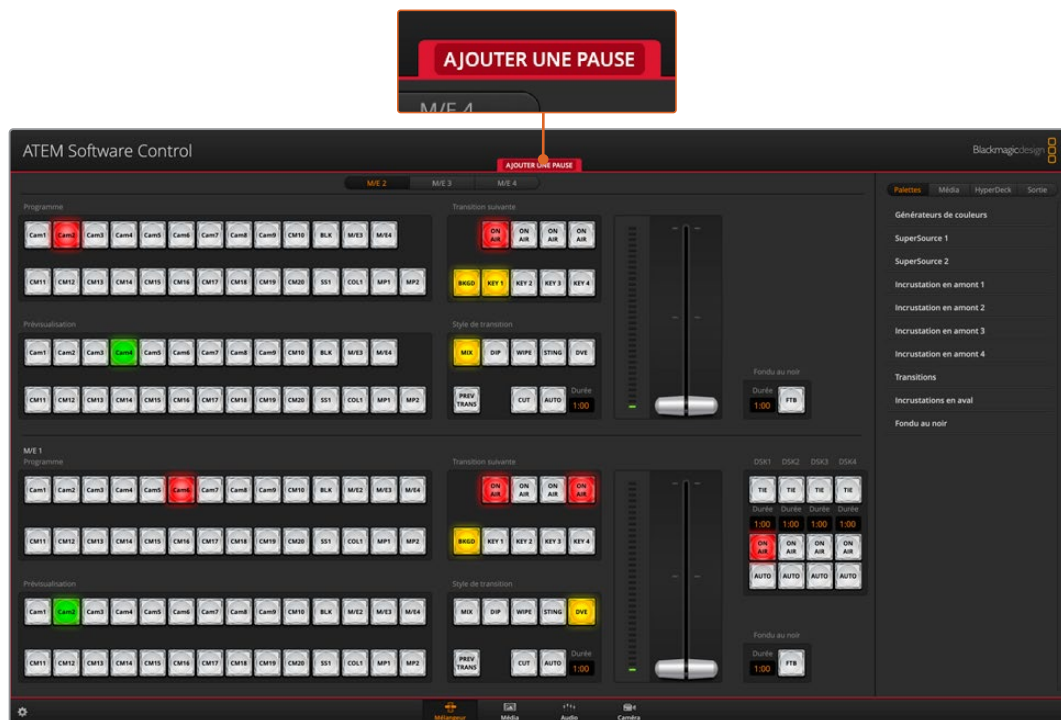 AJOUTER UNE PAUSE
M/E 4
ATEM Software Control
AJOUTER UNE PAUSE
Blackmagicdesign
M/E 2 M/E 3 M/E 4
Palettes Média HyperDeck Sortie
Programme
Cam1 Cam2 Cam3 Cam4 Cam5 Cam6 Cam7 Cam8 Cam9 CM10 BLK M/E3 M/E4
CM11 CM12 CM13 CM14 CM15 CM16 CM17 CM18 CM19 CM20 SS1 COL1 MP1 MP2
Transition suivante
ON AIR ON AIR ON AIR ON AIR
BKGD KEY 1 KEY 2 KEY 3 KEY 4
Prévisualisation
Cam1 Cam2 Cam3 Cam4 Cam5 Cam6 Cam7 Cam8 Cam9 CM10 BLK M/E3 M/E4
CM11 CM12 CM13 CM14 CM15 CM16 CM17 CM18 CM19 CM20 SS1 COL1 MP1 MP2
Style de transition
MIX DIP WIPE STING DVE
PREV TRANS CUT AUTO
Durée
1:00
Fondu au noir
Durée
1:00 FTB
Générateurs de couleurs
SuperSource 1
SuperSource 2
Incrustation en amont 1
Incrustation en amont 2
Incrustation en amont 3
Incrustation en amont 4
Transitions
Incrustations en aval
Fondu au noir
M/E 1
Programme
Cam1 Cam2 Cam3 Cam4 Cam5 Cam6 Cam7 Cam8 Cam9 CM10 BLK M/E2 M/E3 M/E4
CM11 CM12 CM13 CM14 CM15 CM16 CM17 CM18 CM19 CM20 SS1 COL1 MP1 MP2
Transition suivante
ON AIR ON AIR ON AIR ON AIR
BKGD KEY 1 KEY 2 KEY 3 KEY 4
DSK1 DSK2 DSK3 DSK4
TIE TIE TIE TIE
Durée Durée Durée Durée
1:00 1:00 1:00 1:00
ON AIR ON AIR ON AIR ON AIR
AUTO AUTO AUTO AUTO
Prévisualisation
Cam1 Cam2 Cam3 Cam4 Cam5 Cam6 Cam7 Cam8 Cam9 CM10 BLK M/E2 M/E3 M/E4
CM11 CM12 CM13 CM14 CM15 CM16 CM17 CM18 CM19 CM20 SS1 COL1 MP1 MP2
Style de transition
MIX DIP WIPE STING DVE
PREV TRANS CUT AUTO
Durée
1:00
Fondu au noir
Durée
1:00 FTB
Mélangeur Média Audio Caméra